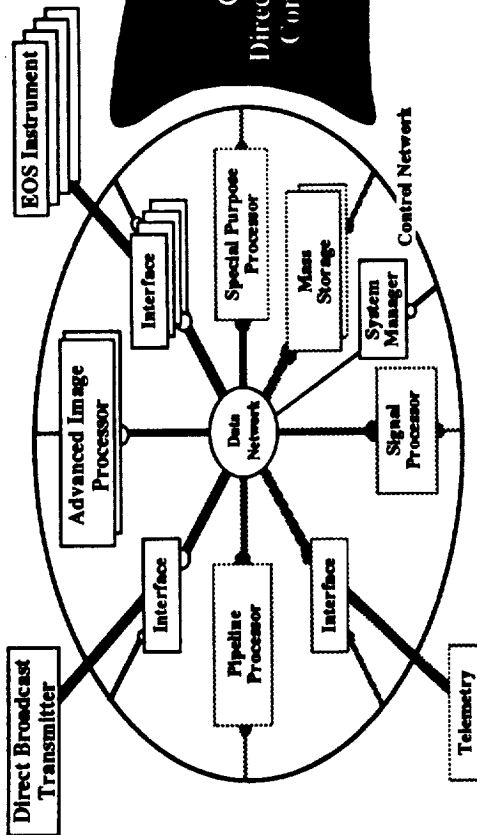 Direct Broadcast
Transmitter
Advanced Image
Processor
EOS Instrument
Interface
Interface
Pipeline
Processor
Data
Network
Special Purpose
Processor
Interface
Signal
Processor
System
Manager
Mass
Storage
Control Network
Telemetry